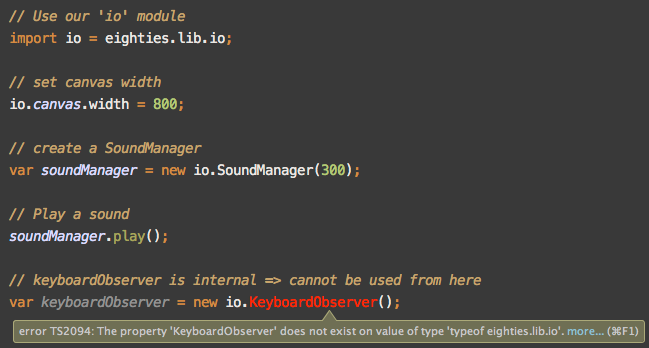 // Use our 'io' module
import io = eighties.lib.io;
// set canvas width
io.canvas.width = 800;
// create a SoundManager
var soundManager = new io.SoundManager(300);
// Play a sound
soundManager.play();
// keyboardObserver is internal => cannot be used from here
var keyboardObserver = new io.KeyboardObserver();
error TS2094: The property 'KeyboardObserver' does not exist on value of type 'typeof eighties.lib.io'. more... (⌘F1)